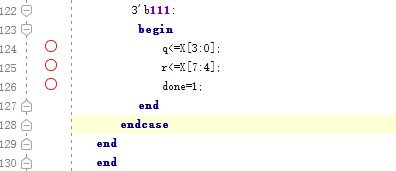 122 3'b111:
123 begin
124 q<=X[3:0];
125 r<=X[7:4];
126 done=1;
127 end
128 endcase
129 end
130 end